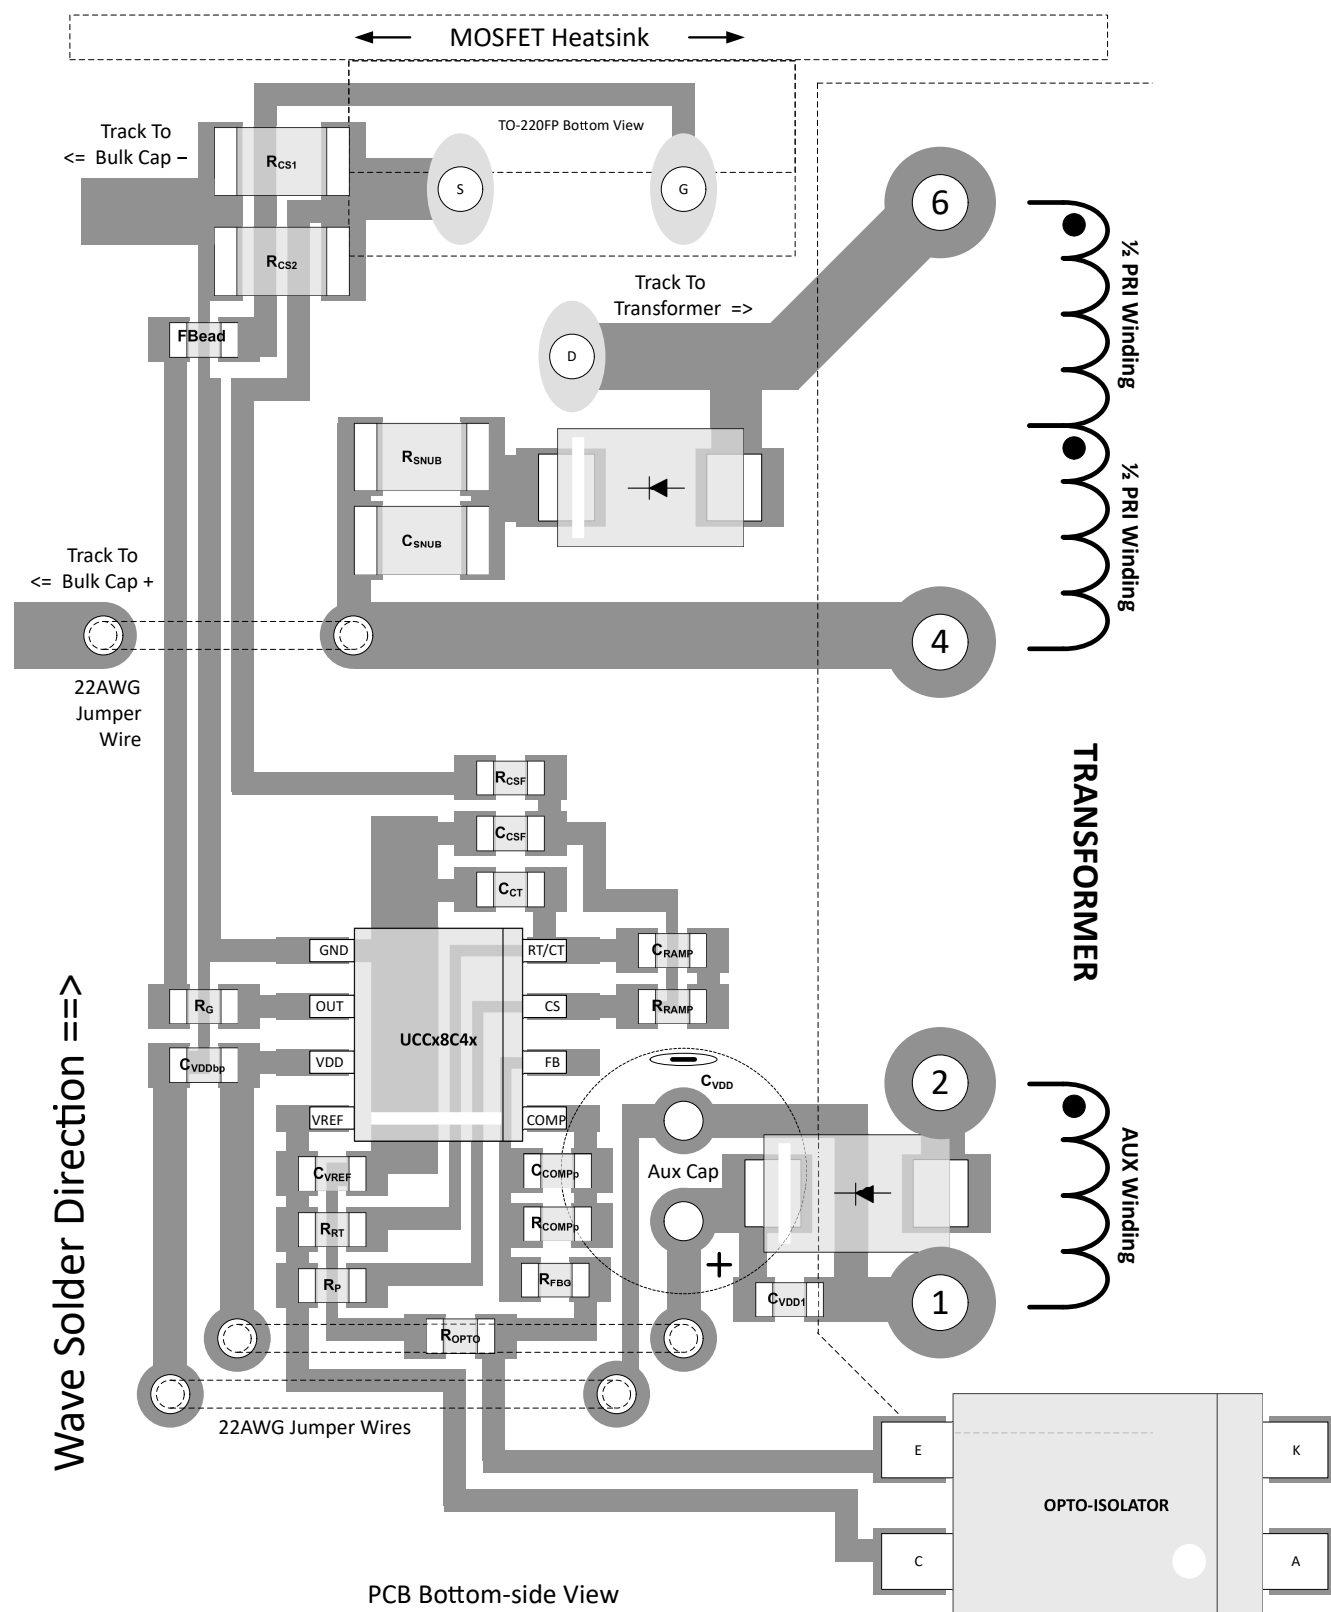 MOSFET Heatsink
TO-220FP Bottom View
Track To
<= Bulk Cap –
RCS1
S
G
6
½ PRI Winding
RCS2
Track To
Transformer =>
FBead
D
RSNUB
½ PRI Winding
CSNUB
Track To
<= Bulk Cap +
4
22AWG
Jumper
Wire
TRANSFORMER
RCSF
CCSF
CCT
GND
RT/CT
CRAMP
RG
OUT
CS
RRAMP
UCCx8C4x
CVDDbp
VDD
FB
CVDD
2
VREF
COMP
CVREF
CCOMPp
Aux Cap
AUX Winding
RRT
RCOMPp
RP
RFBG
+
CVDD1
1
ROPTO
22AWG Jumper Wires
Wave Solder Direction ==>
E
K
OPTO-ISOLATOR
C
A
PCB Bottom-side View